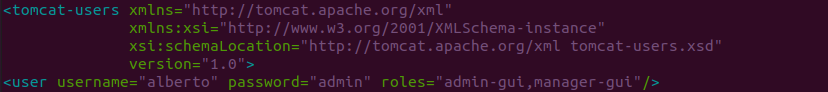 <tomcat-users xmlns="http://tomcat.apache.org/xml"
xmlns:xsi="http://www.w3.org/2001/XMLSchema-instance"
xsi:schemaLocation="http://tomcat.apache.org/xml tomcat-users.xsd"
version="1.0">
<user username="alberto" password="admin" roles="admin-gui,manager-gui"/>